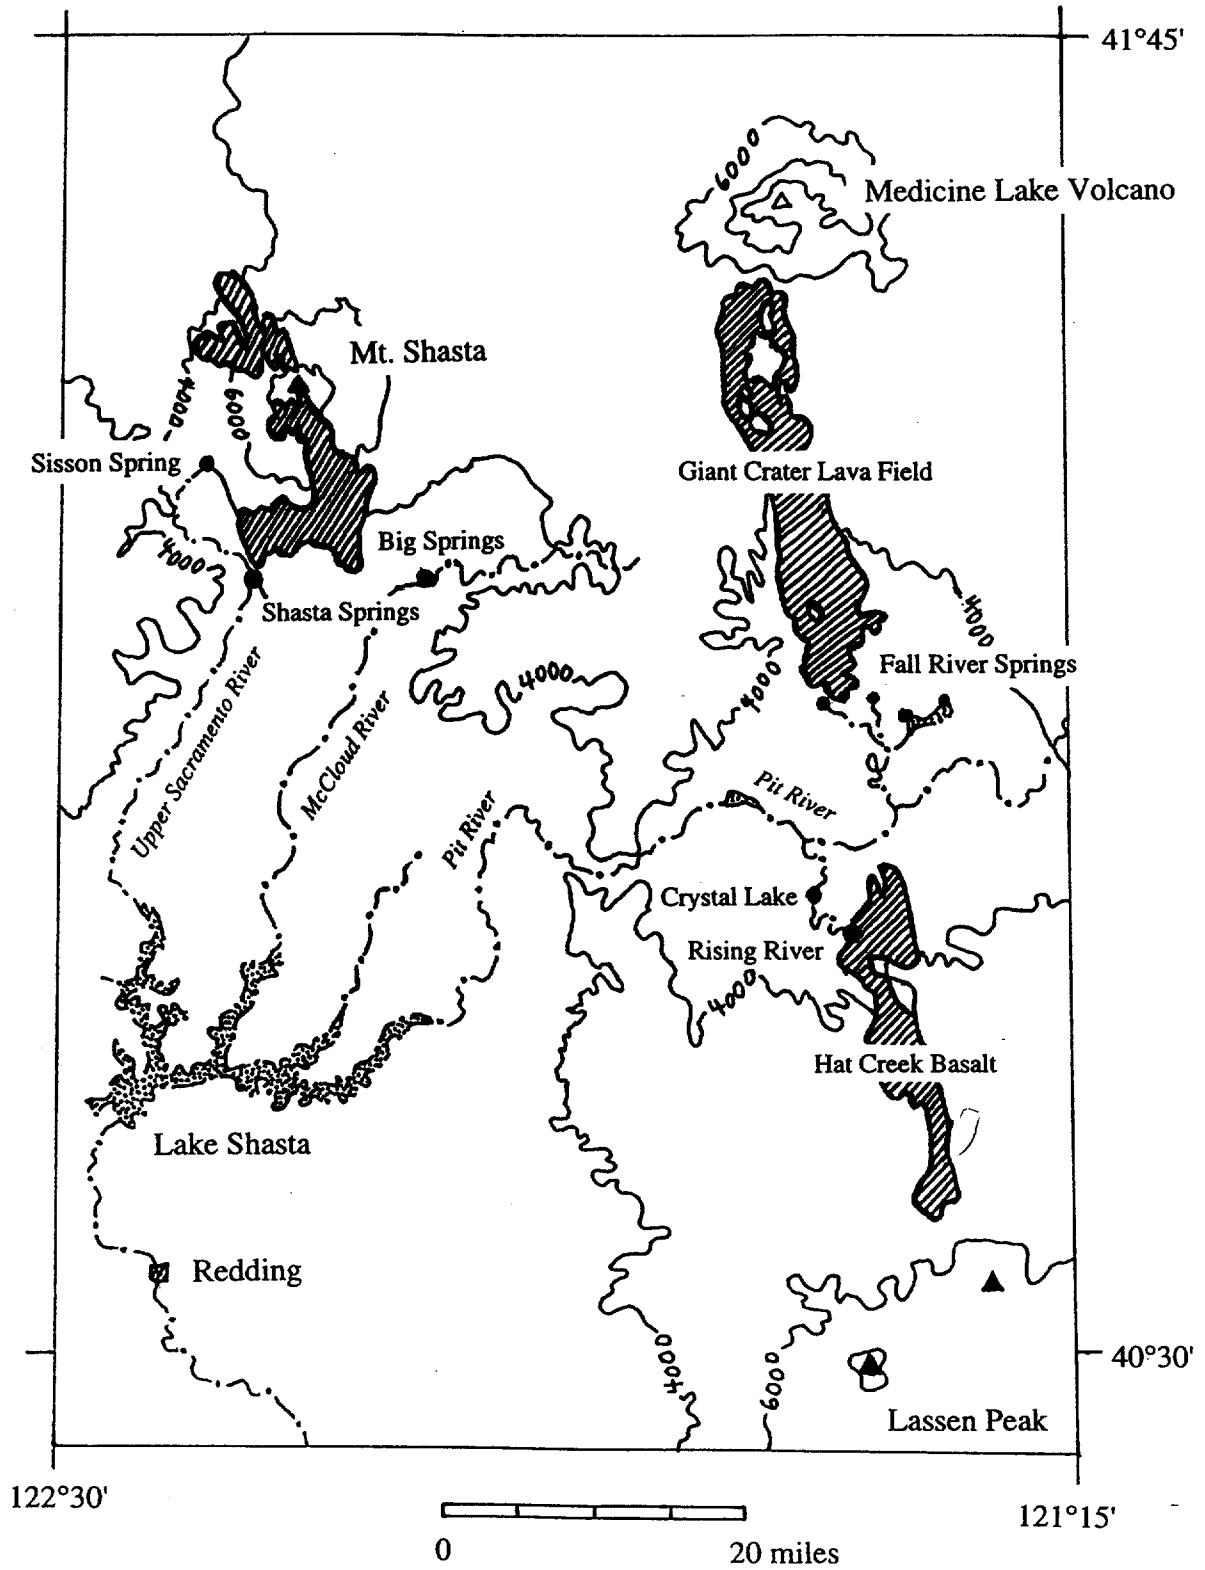 41°45'
6000
Medicine Lake Volcano
Mt. Shasta
4000
6000
Sisson Spring
Giant Crater Lava Field
Big Springs
4000
Shasta Springs
4000
Fall River Springs
4000
4000
Upper Sacramento River
McCloud River
Pit River
Pit River
Crystal Lake
Rising River
4000
Hat Creek Basalt
Lake Shasta
Redding
4000
6000
40°30'
Lassen Peak
122°30'
121°15'
0
20 miles